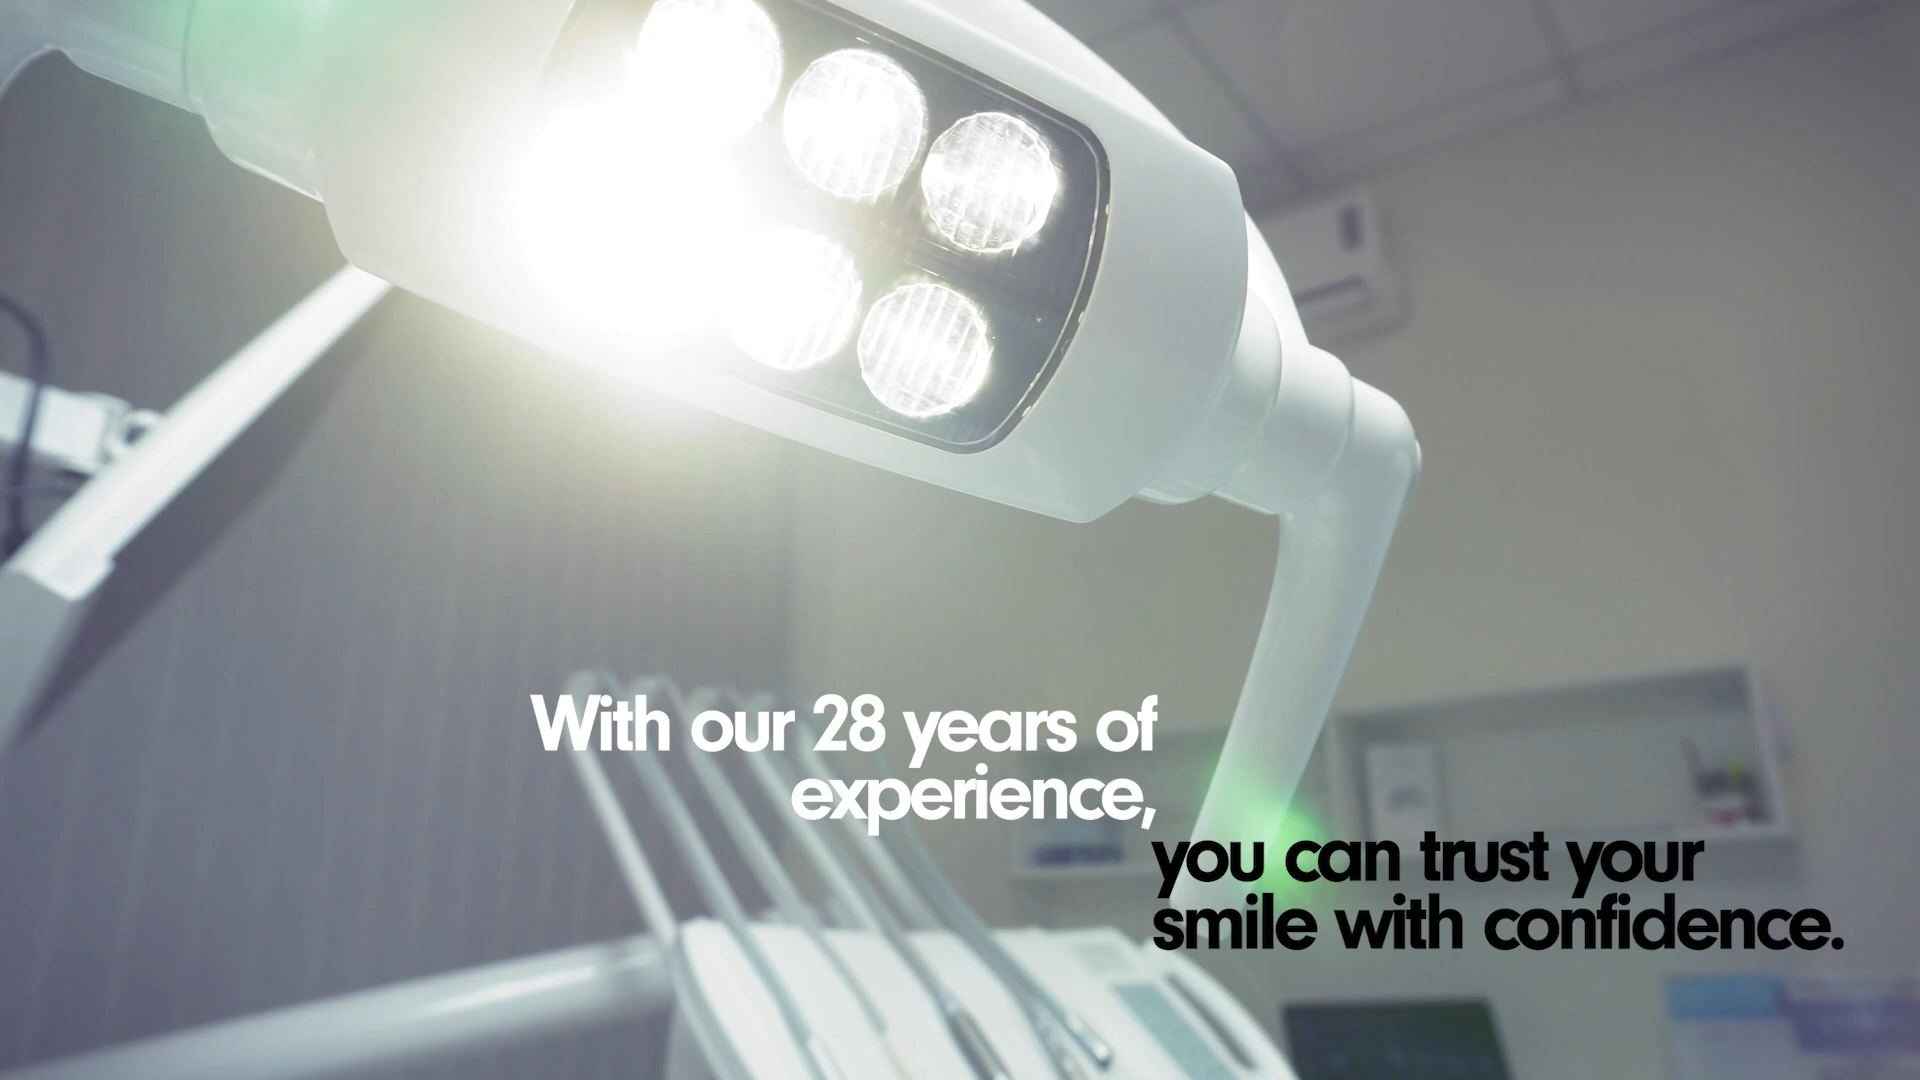 With our 28 years of
experience,
you can trust your
smile with confidence.